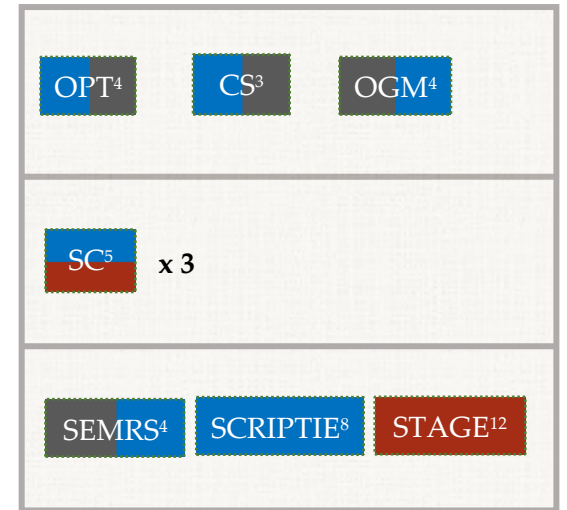 OPT⁴ CS³ OGM⁴
SC⁵ x 3
SEMRS⁴ SCRIPTIE⁸ STAGE¹²